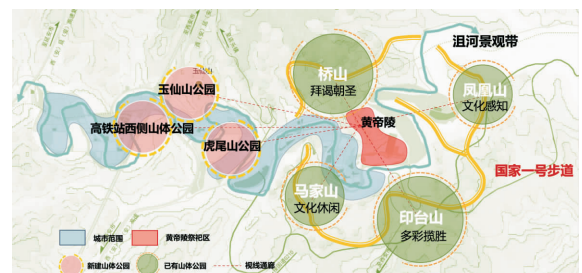 沮河景观带
玉仙山
玉仙山公园
桥山
拜谒朝圣
凤凰山
文化感知
高铁站西侧山体公园
黄帝陵
虎尾山公园
国家一号步道
马家山
文化休闲
印台山
多彩揽胜
城市范围
黄帝陵祭祀区
新建山体公园
已有山体公园
视线通廊